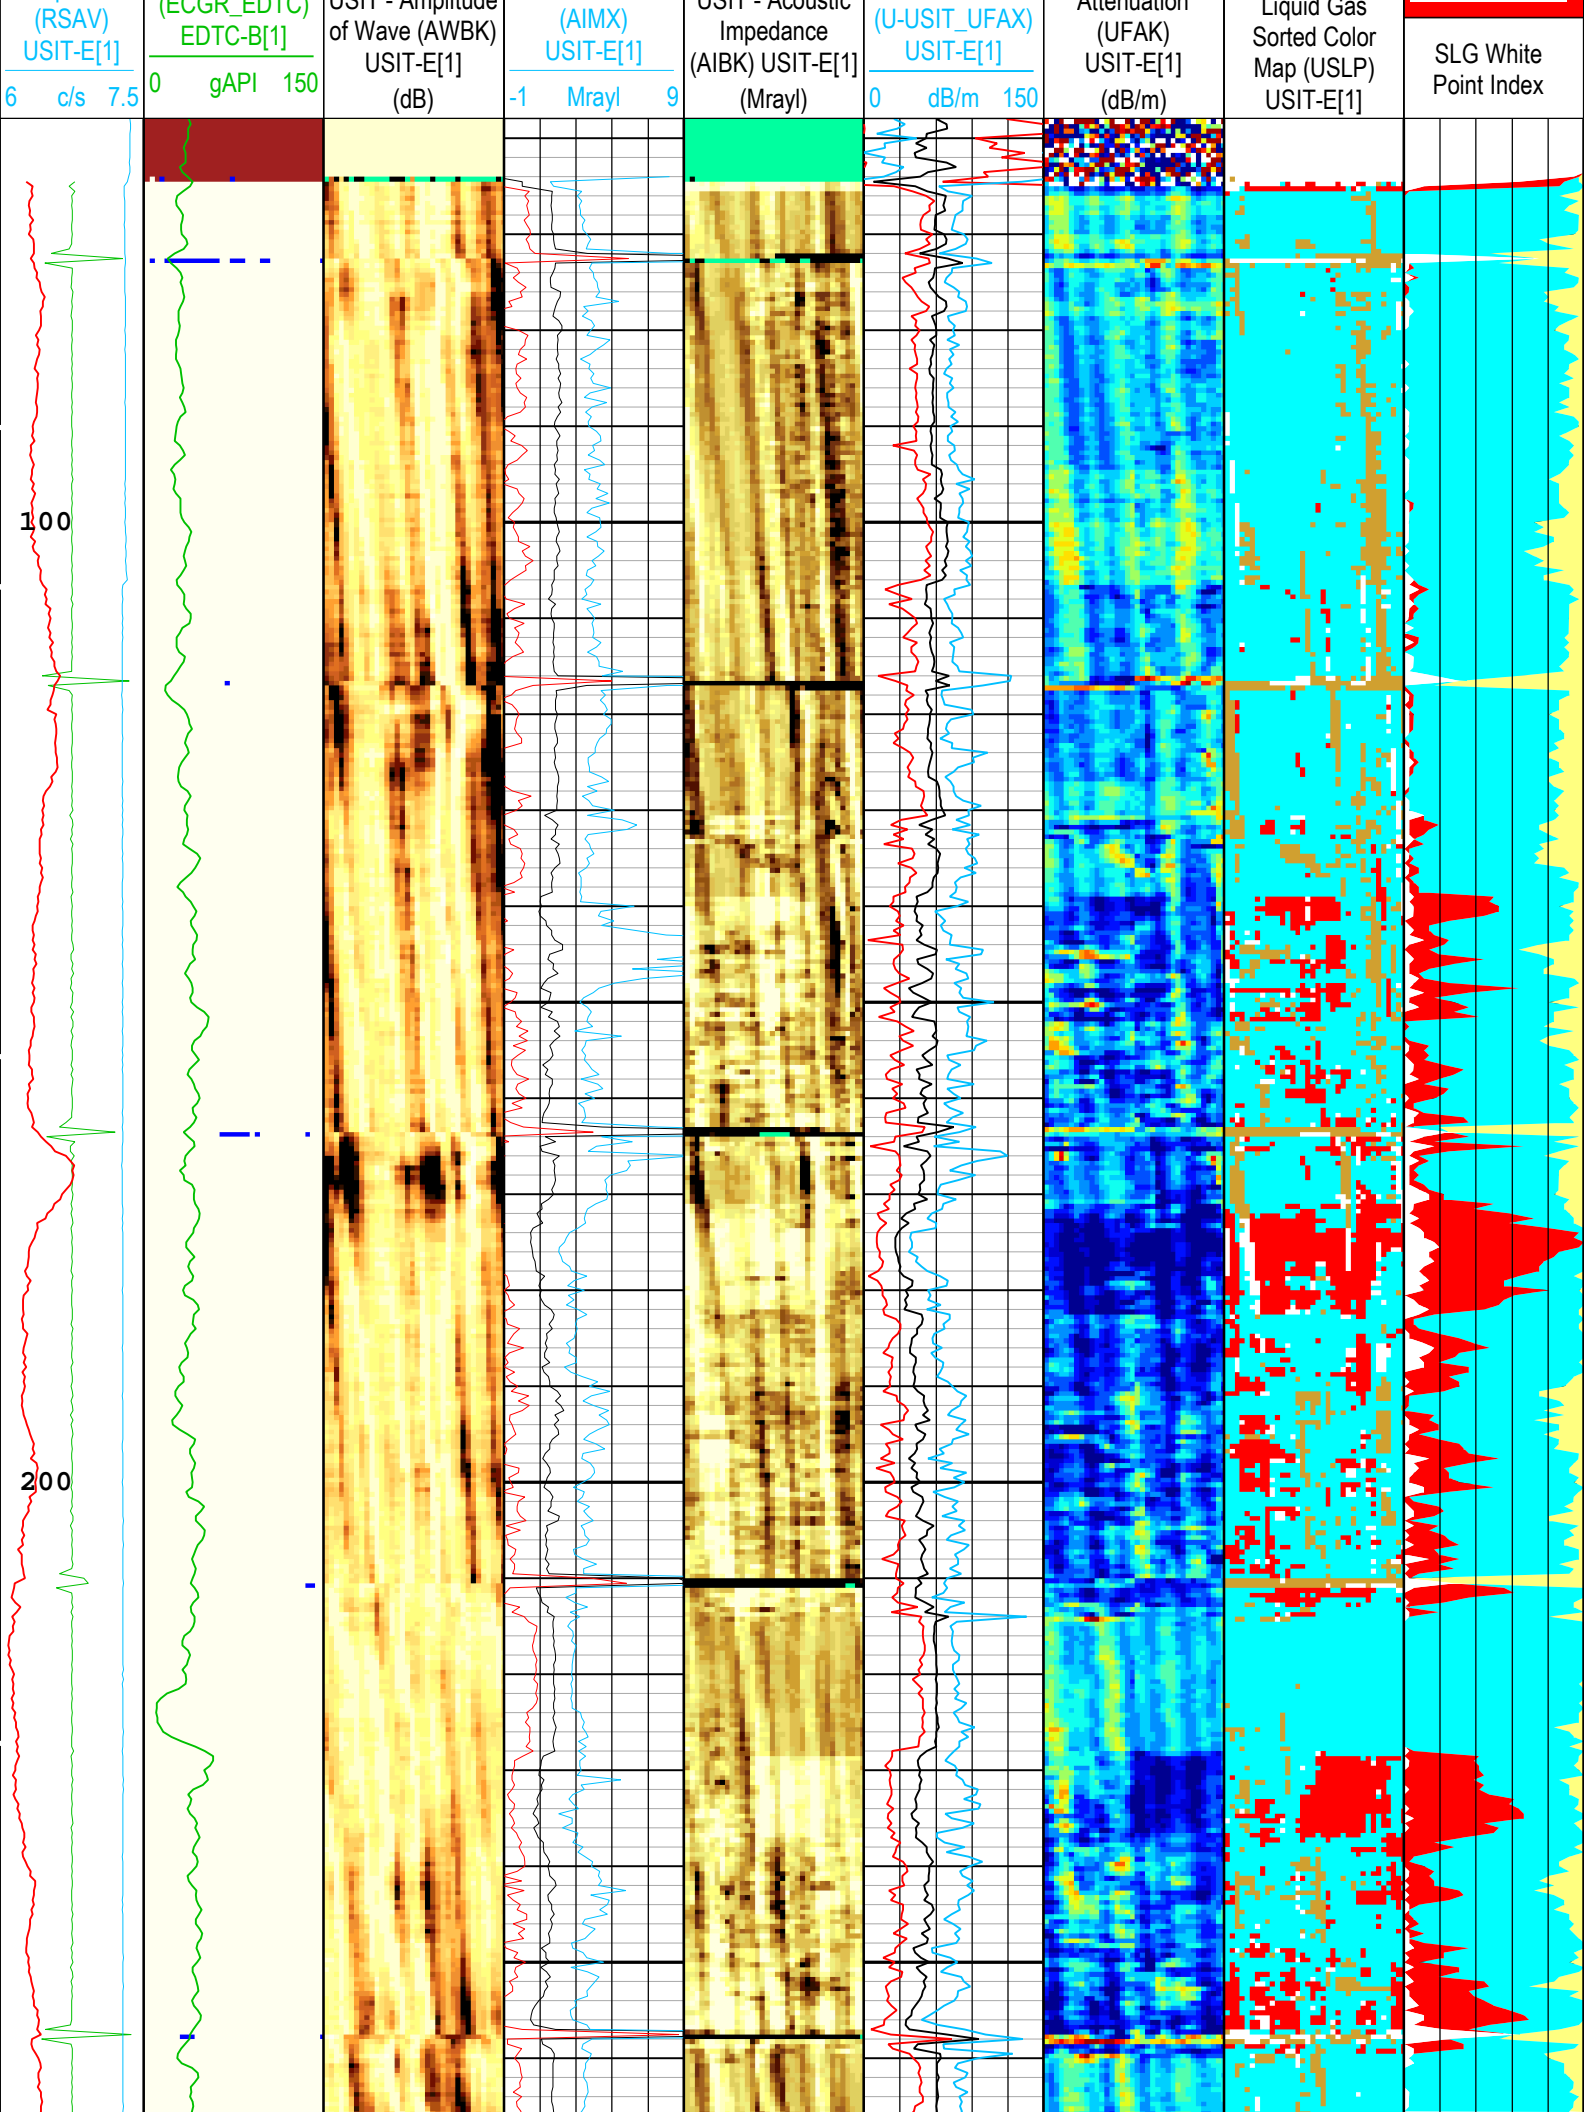 (RSAV)
USIT-E[1]
6 c/s 7.5
(ECGR_EDTC)
EDTC-B[1]
0 gAPI 150
USIT - Amplitude
of Wave (AWBK)
USIT-E[1]
(dB)
(AIMX)
USIT-E[1]
-1 Mrayl 9
USIT - Acoustic
Impedance
(AIBK) USIT-E[1]
(Mrayl)
(U-USIT_UFAX)
USIT-E[1]
0 dB/m 150
Attenuation
(UFAK)
USIT-E[1]
(dB/m)
Liquid Gas
Sorted Color
Map (USLP)
USIT-E[1]
SLG White
Point Index
100
200